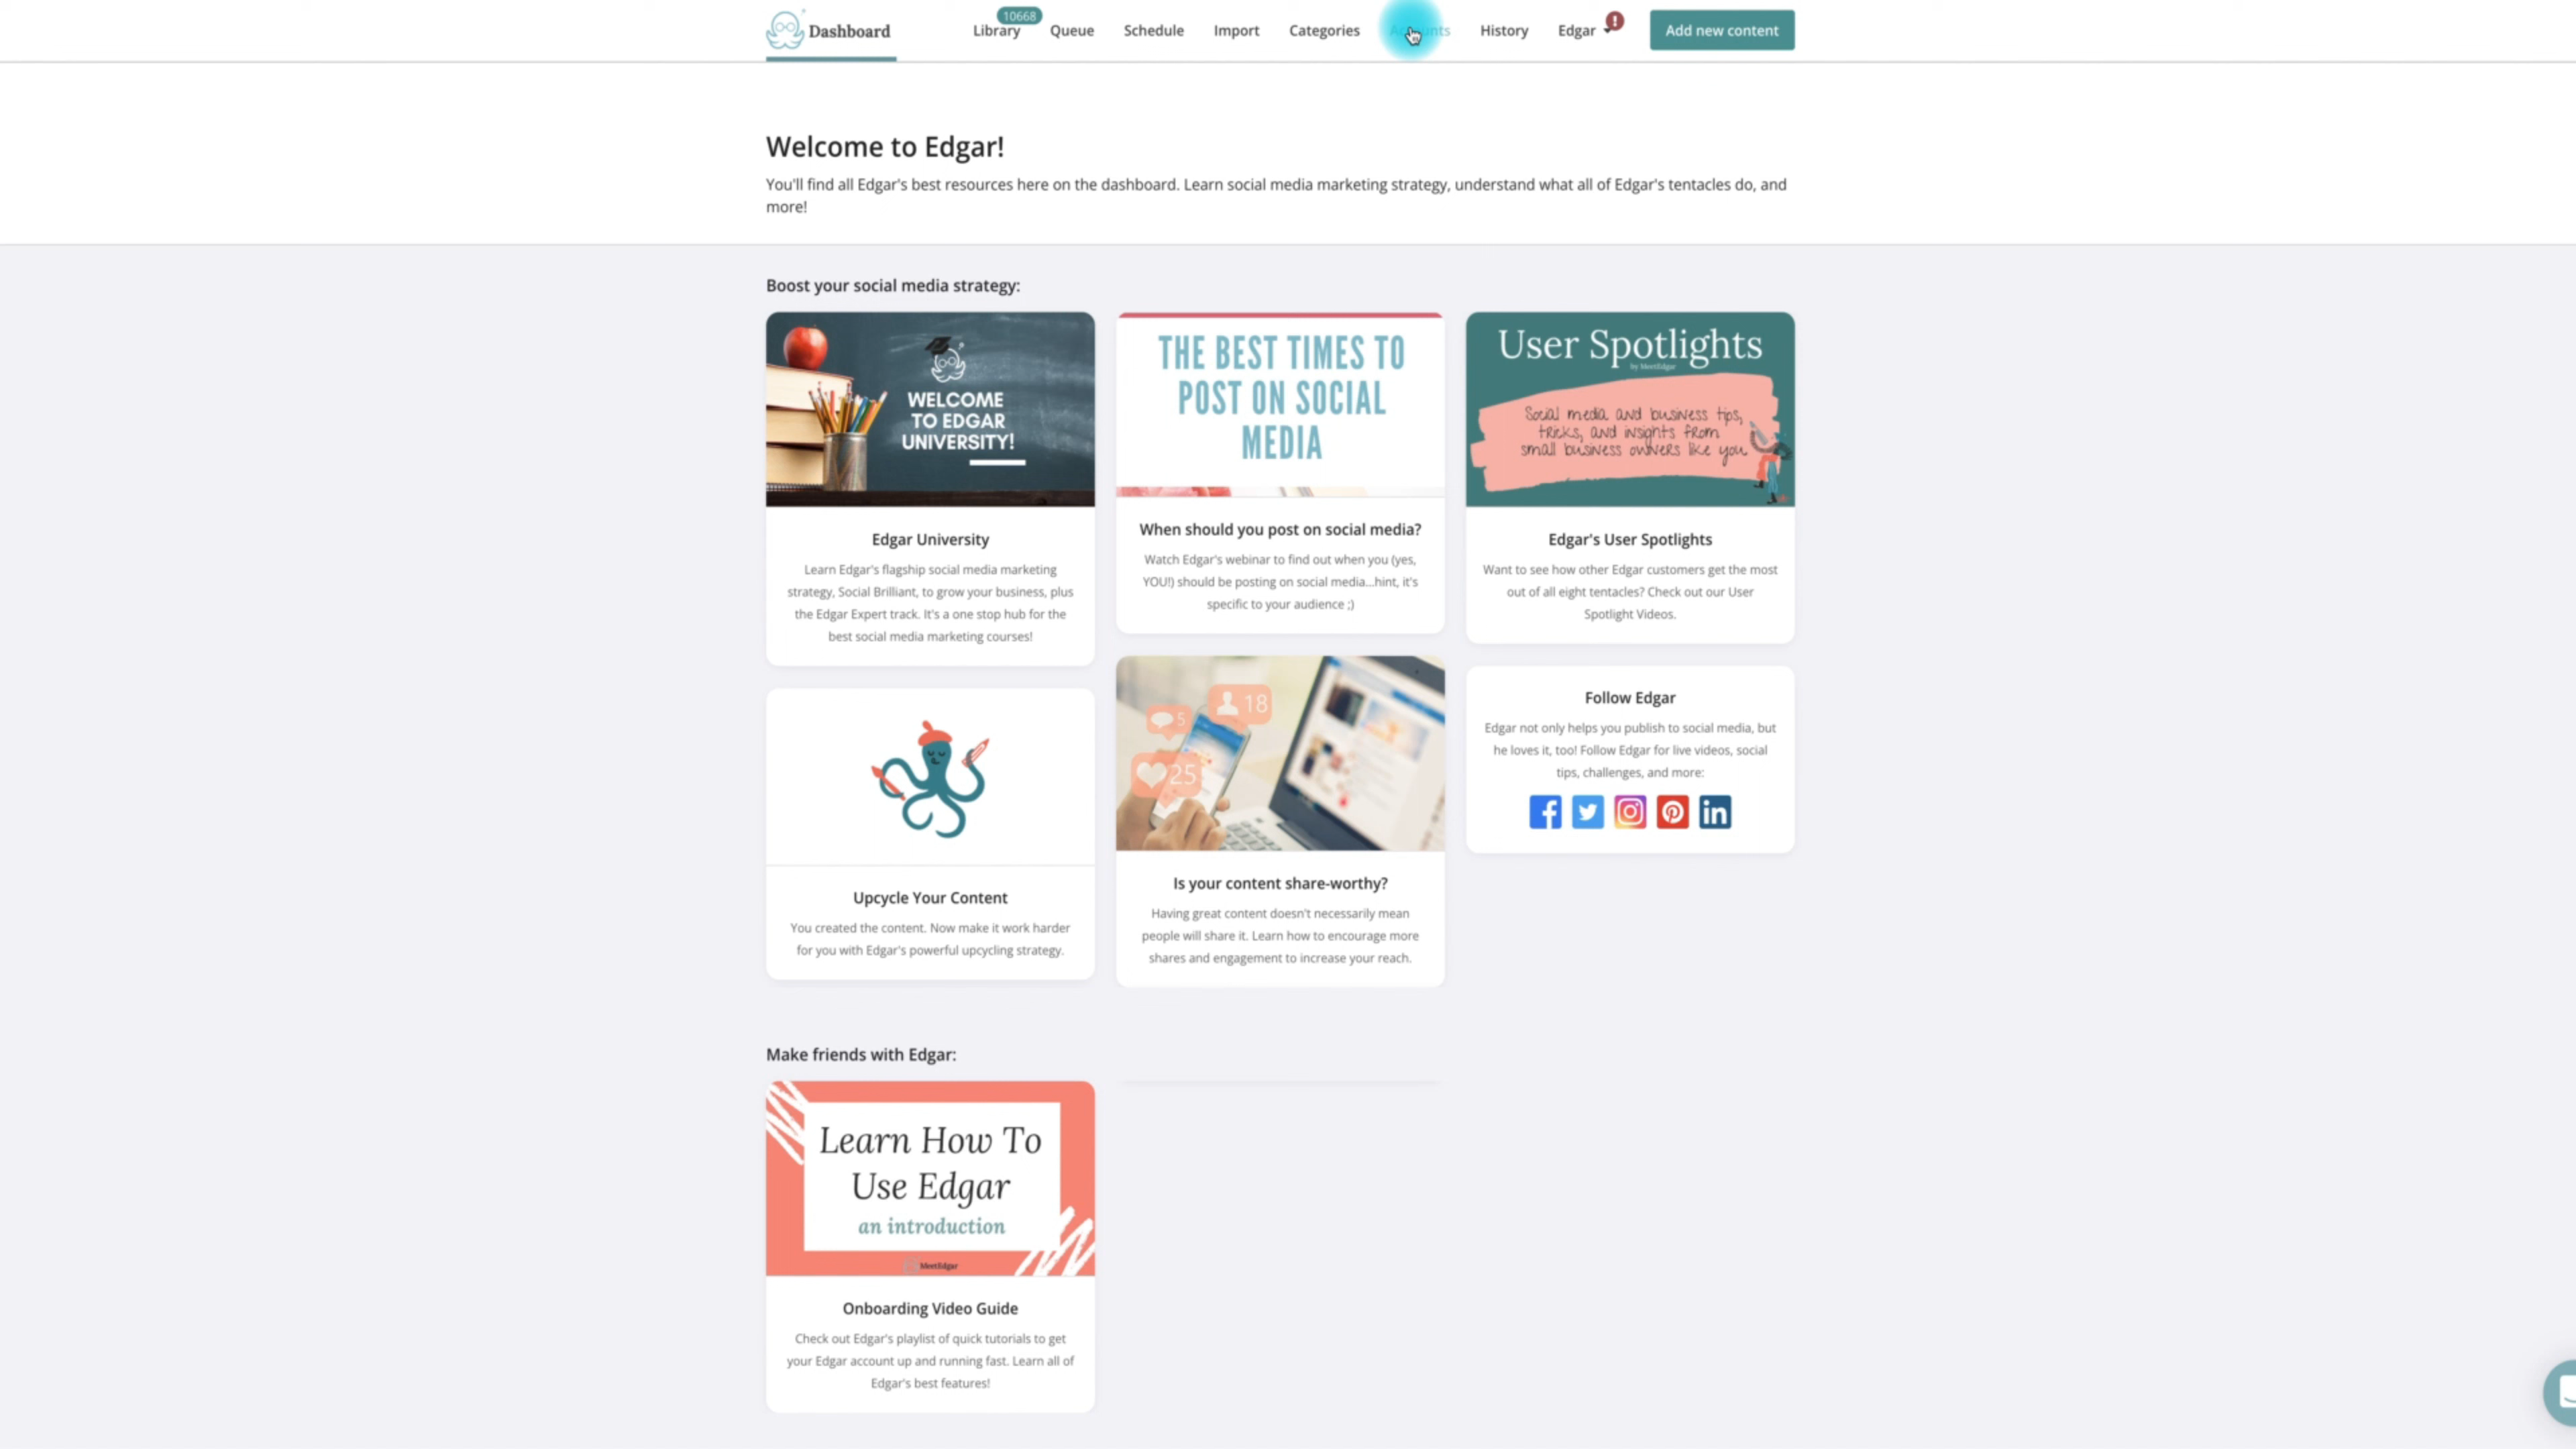 Dashboard
10668
Library
Queue
Schedule
Import
Categories
History
Edgar
!
Add new content
Welcome to Edgar!
You'll find all Edgar's best resources here on the dashboard. Learn social media marketing strategy, understand what all of Edgar's tentacles do, and
more!
Boost your social media strategy:
WELCOME
TO EDGAR
UNIVERSITY!
Edgar University
Learn Edgar's flagship social media marketing
strategy, Social Brilliant, to grow your business, plus
the Edgar Expert track. It's a one stop hub for the
best social media marketing courses!
THE BEST TIMES TO
POST ON SOCIAL
MEDIA
When should you post on social media?
Watch Edgar's webinar to find out when you (yes,
YOU!) should be posting on social media...hint, it's
specific to your audience ;)
User Spotlights
by MeetEdgar
Social media and business tips,
tricks, and insights from
small business owners like you.
Edgar's User Spotlights
Want to see how other Edgar customers get the most
out of all eight tentacles? Check out our User
Spotlight Videos.
Upcycle Your Content
You created the content. Now make it work harder
for you with Edgar's powerful upcycling strategy.
5
18
25
Is your content share-worthy?
Having great content doesn't necessarily mean
people will share it. Learn how to encourage more
shares and engagement to increase your reach.
Follow Edgar
Edgar not only helps you publish to social media, but
he loves it, too! Follow Edgar for live videos, social
tips, challenges, and more:
Make friends with Edgar:
Learn How To
Use Edgar
an introduction
MeetEdgar
Onboarding Video Guide
Check out Edgar's playlist of quick tutorials to get
your Edgar account up and running fast. Learn all of
Edgar's best features!